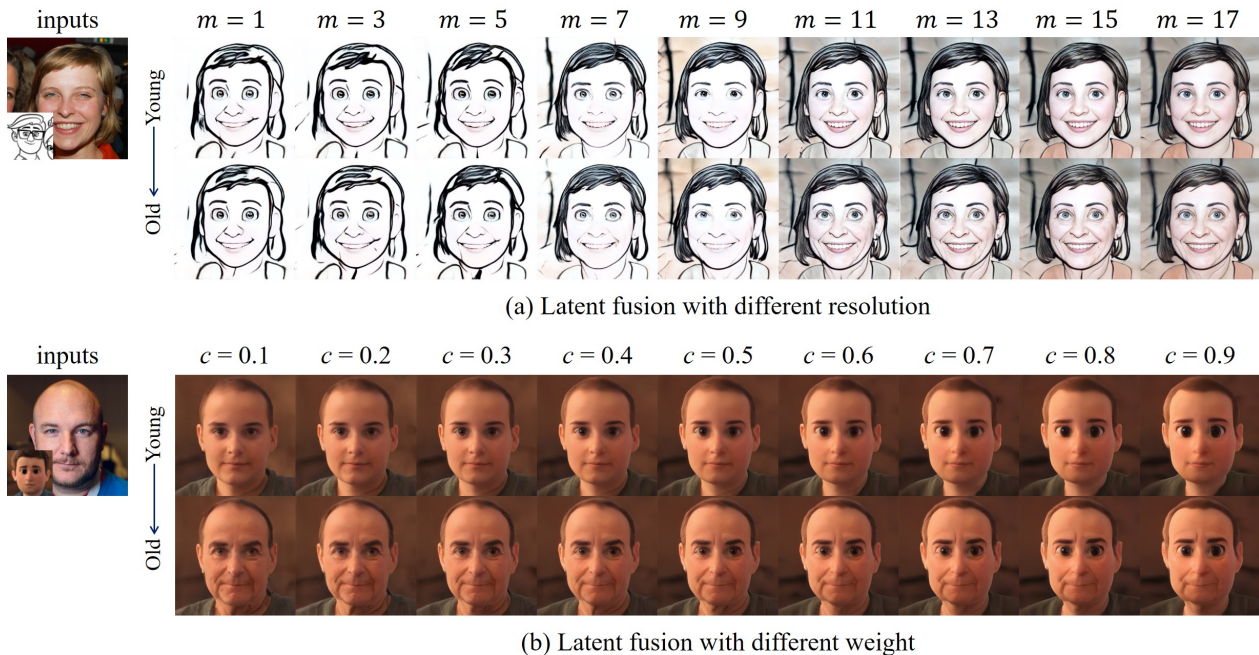 inputs m = 1 m = 3 m = 5 m = 7 m = 9 m = 11 m = 13 m = 15 m = 17
Young
Old
(a) Latent fusion with different resolution
inputs c = 0.1 c = 0.2 c = 0.3 c = 0.4 c = 0.5 c = 0.6 c = 0.7 c = 0.8 c = 0.9
Young
Old
(b) Latent fusion with different weight